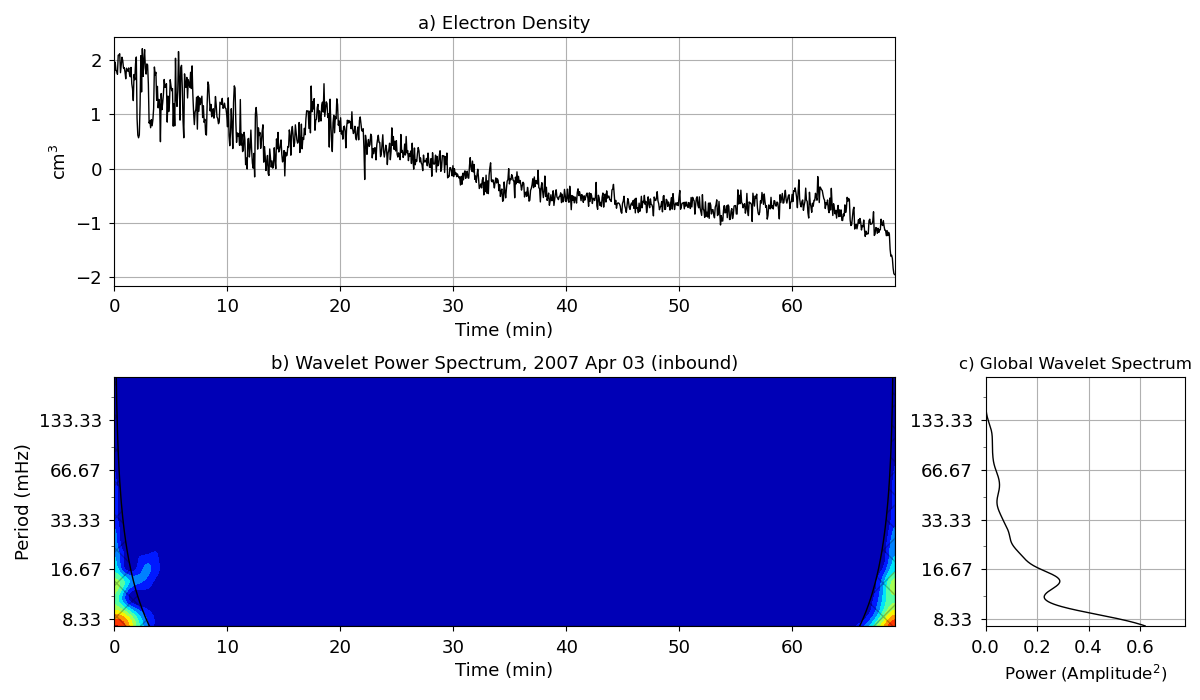 a) Electron Density
cm³
2
1
0
−1
−2
0 10 20 30 40 50 60
Time (min)
b) Wavelet Power Spectrum, 2007 Apr 03 (inbound)
Period (mHz)
133.33
66.67
33.33
16.67
8.33
0 10 20 30 40 50 60
Time (min)
c) Global Wavelet Spectrum
133.33
66.67
33.33
16.67
8.33
0.0 0.2 0.4 0.6
Power (Amplitude²)